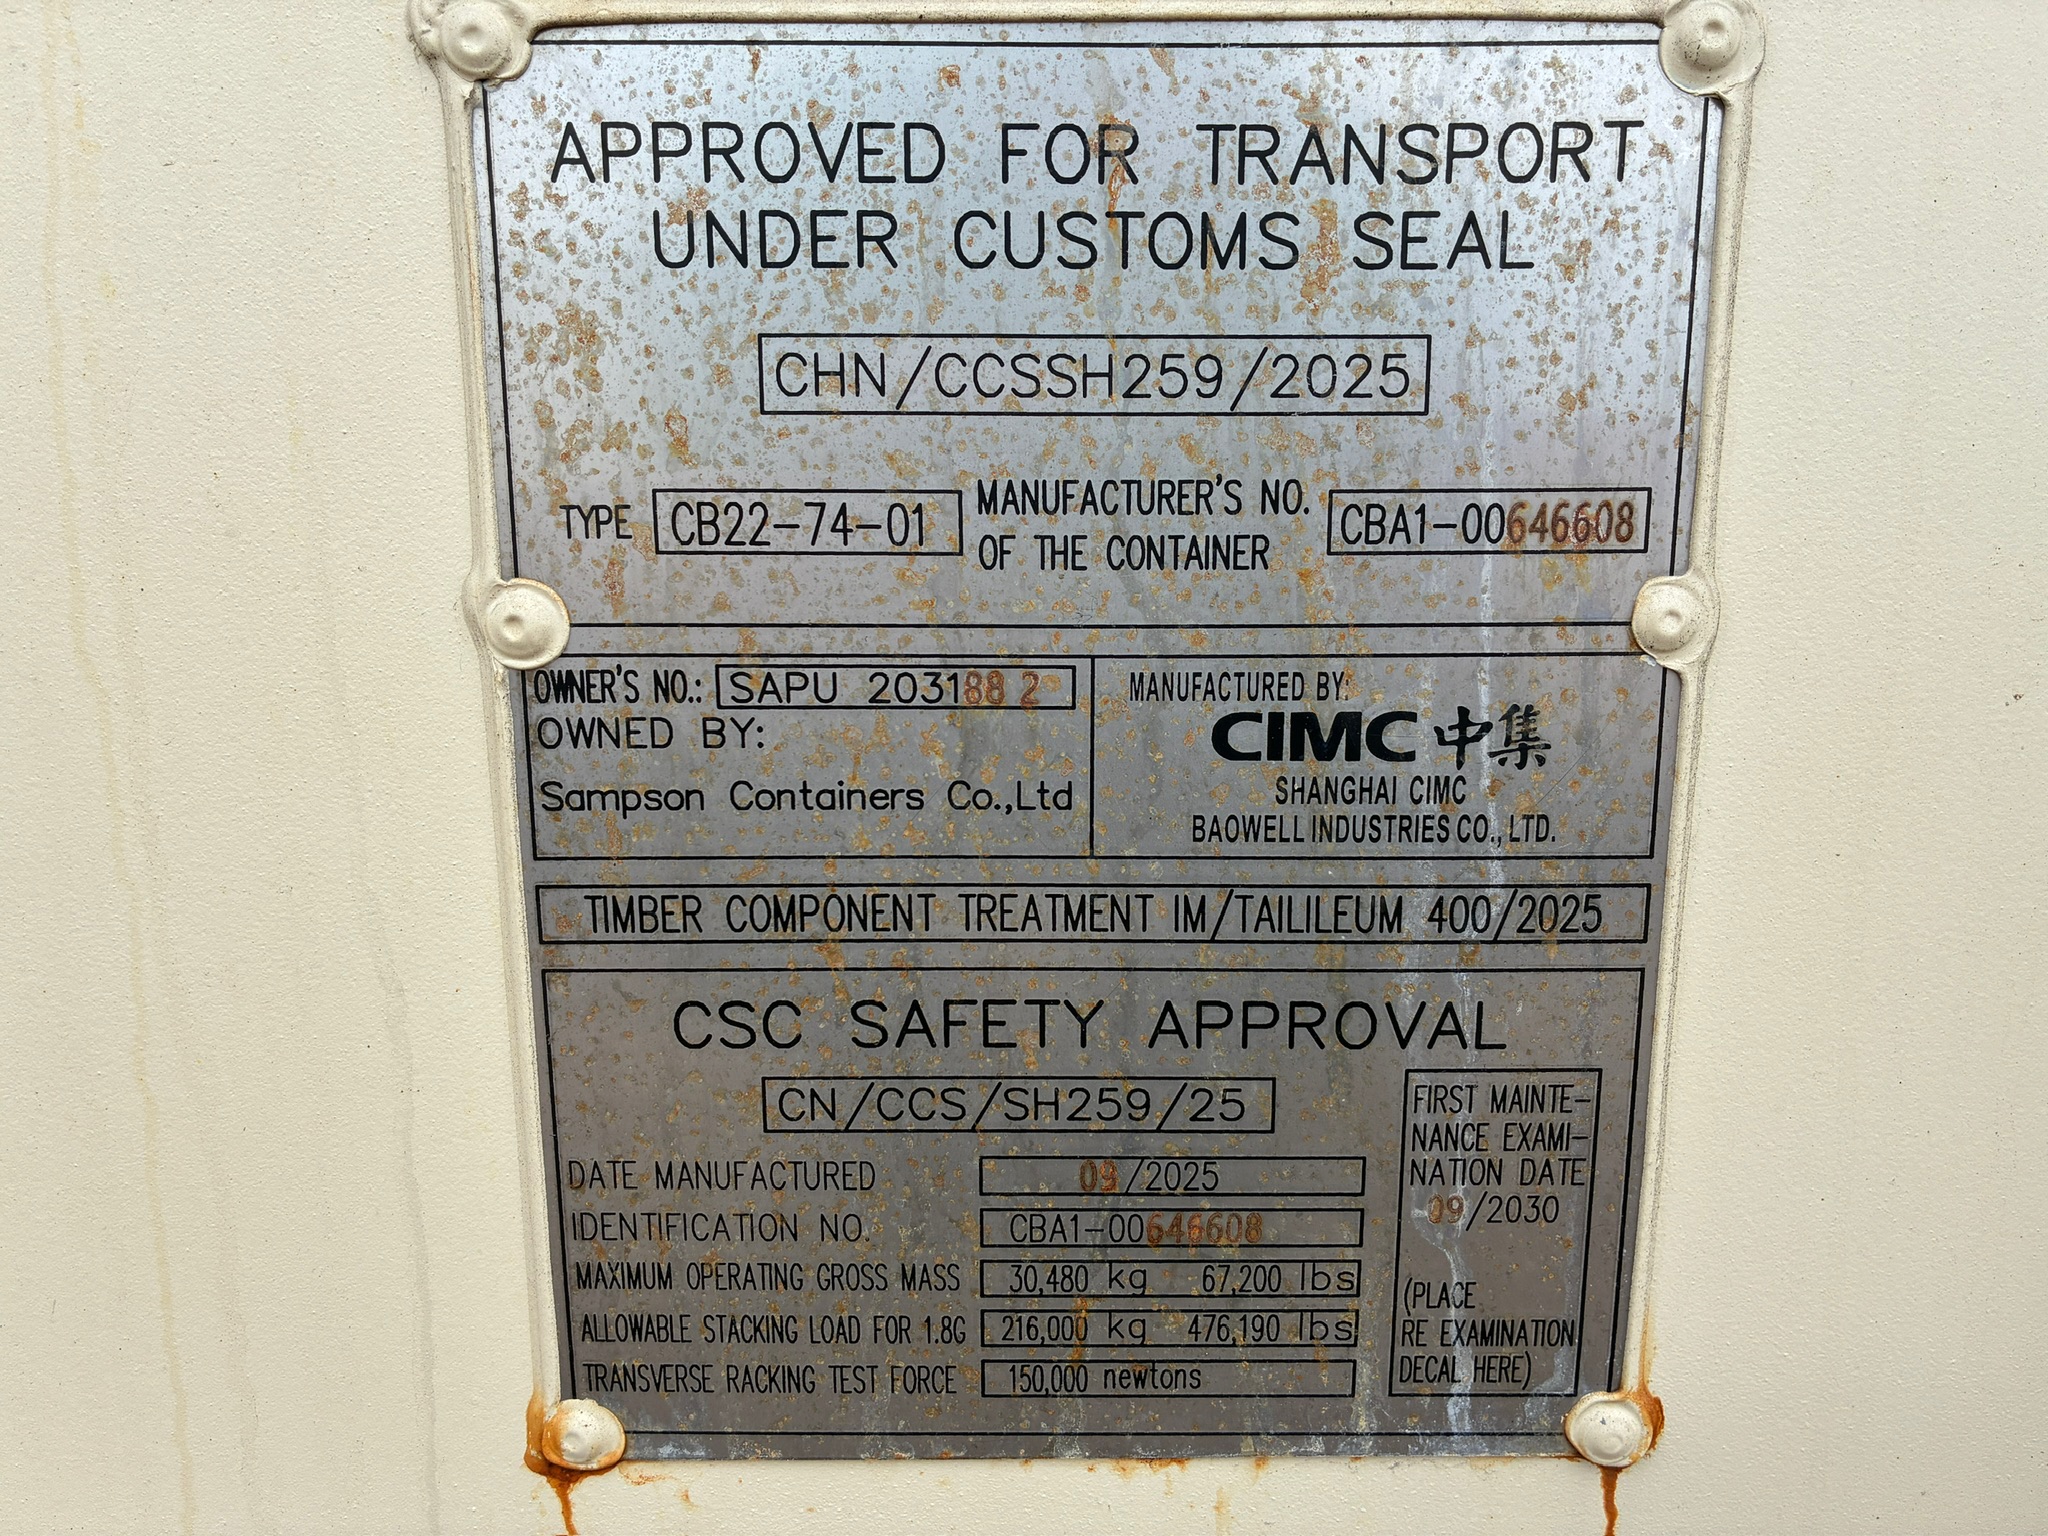 APPROVED FOR TRANSPORT
UNDER CUSTOMS SEAL
CHN/CCSSH259/2025
TYPE CB22-74-01 MANUFACTURER'S NO. OF THE CONTAINER CBA1-00646608
OWNER'S NO.: SAPU 203188 2
OWNED BY:
Sampson Containers Co.,Ltd
MANUFACTURED BY:
CIMC 中集
SHANGHAI CIMC
BAOWELL INDUSTRIES CO., LTD.
TIMBER COMPONENT TREATMENT IM/TAILILEUM 400/2025
CSC SAFETY APPROVAL
CN/CCS/SH259/25
DATE MANUFACTURED 09/2025
IDENTIFICATION NO. CBA1-00646608
MAXIMUM OPERATING GROSS MASS 30,480 kg 67,200 lbs
ALLOWABLE STACKING LOAD FOR 1.8G 216,000 kg 476,190 lbs
TRANSVERSE RACKING TEST FORCE 150,000 newtons
FIRST MAINTE-
NANCE EXAMI-
NATION DATE
09/2030
(PLACE
RE EXAMINATION
DECAL HERE)